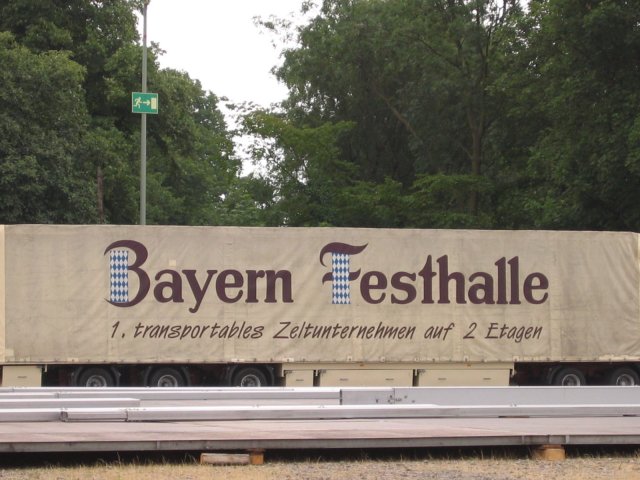 Bayern Festhalle
1. transportables Zeltunternehmen auf 2 Etagen